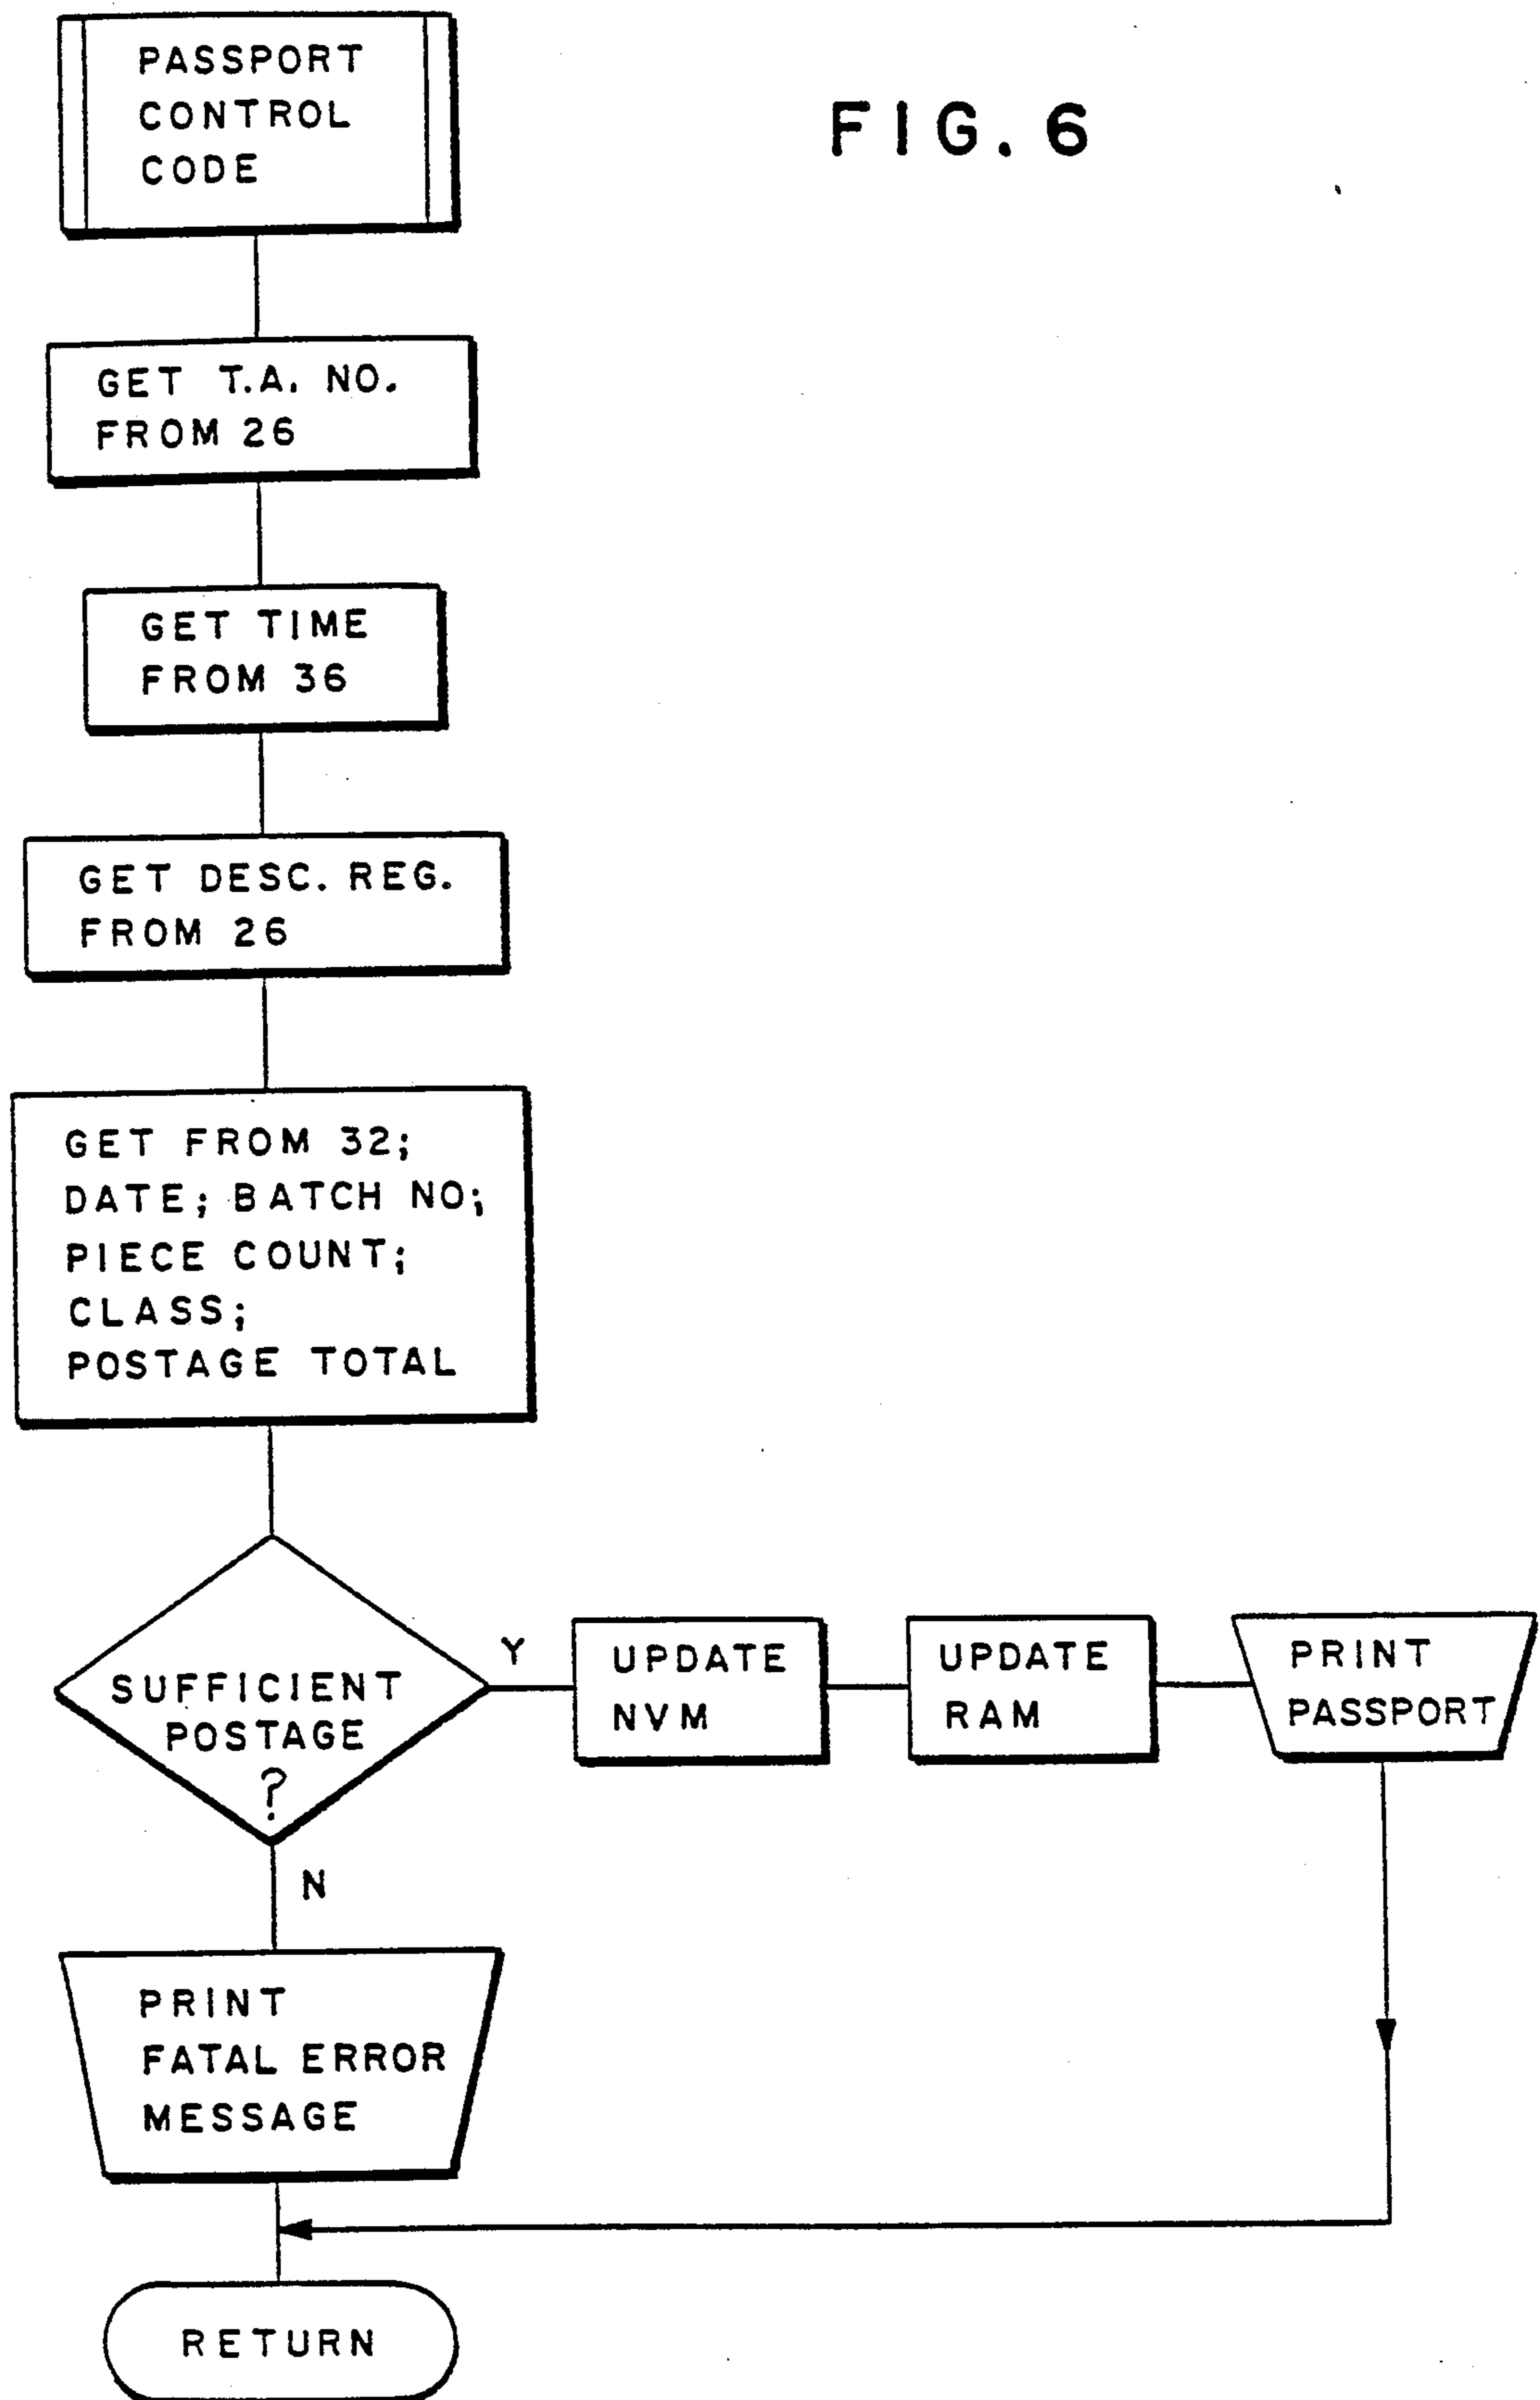 PASSPORT
CONTROL
CODE
FIG. 6
GET T.A. NO.
FROM 26
GET TIME
FROM 36
GET DESC. REG.
FROM 26
GET FROM 32;
DATE; BATCH NO;
PIECE COUNT;
CLASS;
POSTAGE TOTAL
SUFFICIENT
POSTAGE
?
Y
UPDATE
NVM
UPDATE
RAM
PRINT
PASSPORT
N
PRINT
FATAL ERROR
MESSAGE
RETURN